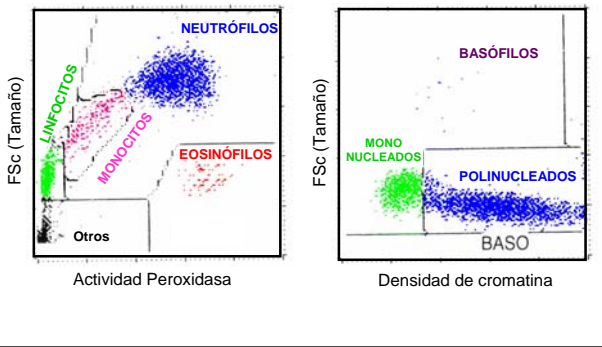 NEUTRÓFILOS
LINFOCITOS
MONOCITOS
EOSINÓFILOS
Otros
FSc (Tamaño)
Actividad Peroxidasa
BASÓFILOS
MONO
NUCLEADOS
POLINUCLEADOS
BASO
FSc (Tamaño)
Densidad de cromatina